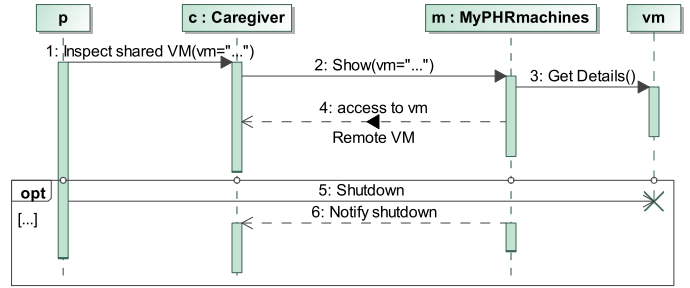 p
c : Caregiver
m : MyPHRmachines
vm
1: Inspect shared VM(vm="...")
2: Show(vm="...")
3: Get Details()
4: access to vm
Remote VM
opt
5: Shutdown
[...]
6: Notify shutdown